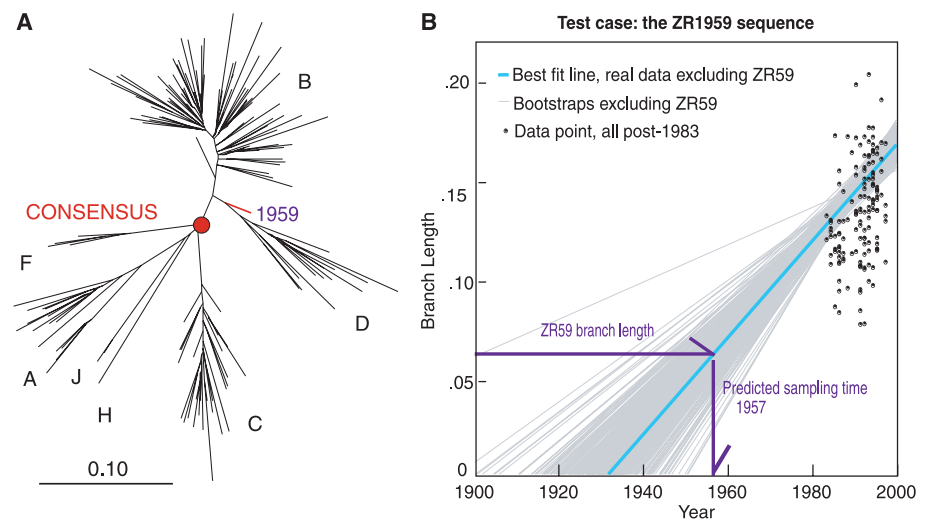 A
B
CONSENSUS
1959
F
D
A
J
H
C
0.10
B
Test case: the ZR1959 sequence
Best fit line, real data excluding ZR59
Bootstraps excluding ZR59
Data point, all post-1983
.20
.15
.10
.05
0
Branch Length
ZR59 branch length
Predicted sampling time
1957
1900
1920
1940
1960
1980
2000
Year